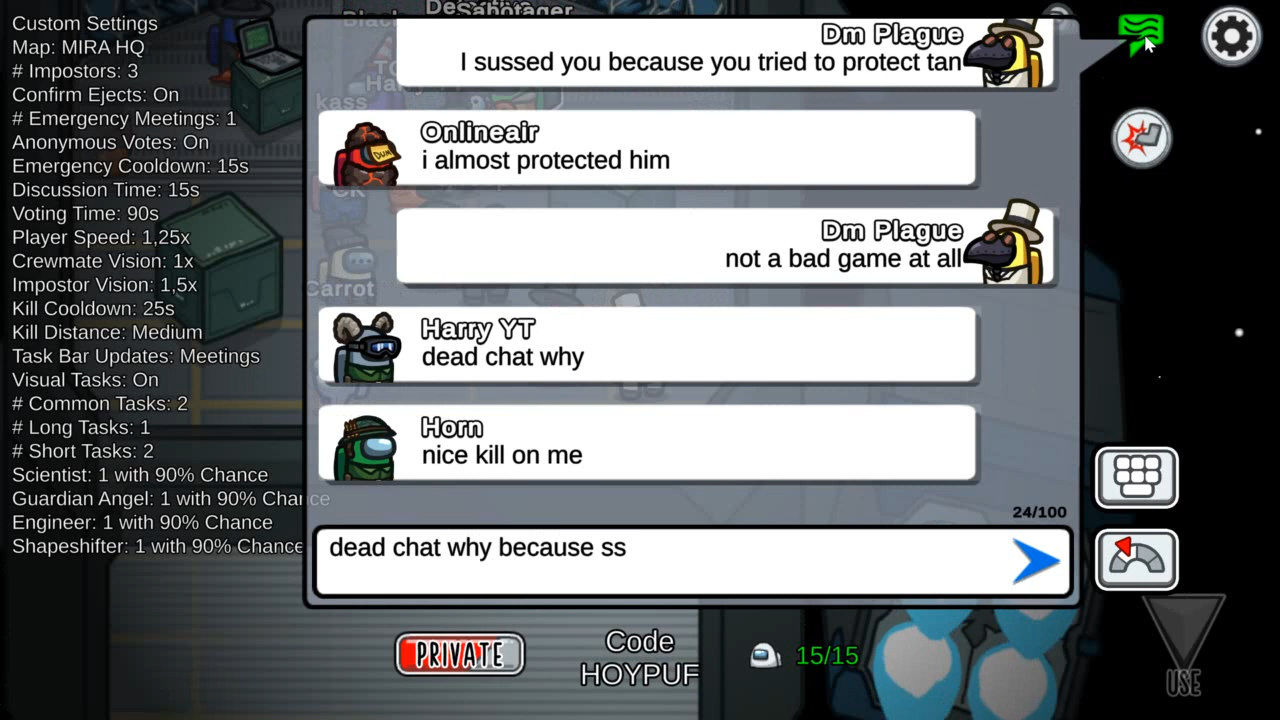 Custom Settings
Map: MIRA HQ
# Impostors: 3
Confirm Ejects: On
# Emergency Meetings: 1
Anonymous Votes: On
Emergency Cooldown: 15s
Discussion Time: 15s
Voting Time: 90s
Player Speed: 1,25x
Crewmate Vision: 1x
Impostor Vision: 1,5x
Kill Cooldown: 25s
Kill Distance: Medium
Task Bar Updates: Meetings
Visual Tasks: On
# Common Tasks: 2
# Long Tasks: 1
# Short Tasks: 2
Scientist: 1 with 90% Chance
Guardian Angel: 1 with 90% Chance
Engineer: 1 with 90% Chance
Shapeshifter: 1 with 90% Chance
Sabotager
kass
Carrot
Dm Plague
I sussed you because you tried to protect tan
Onlineair
DUM
i almost protected him
Dm Plague
not a bad game at all
Harry YT
dead chat why
Horn
nice kill on me
24/100
dead chat why because ss
PRIVATE
Code
HOYPUF
15/15
USE